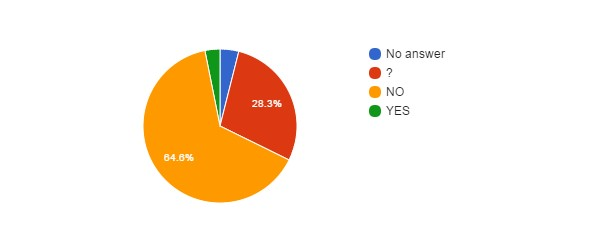 No answer
?
NO
YES
28.3%
64.6%